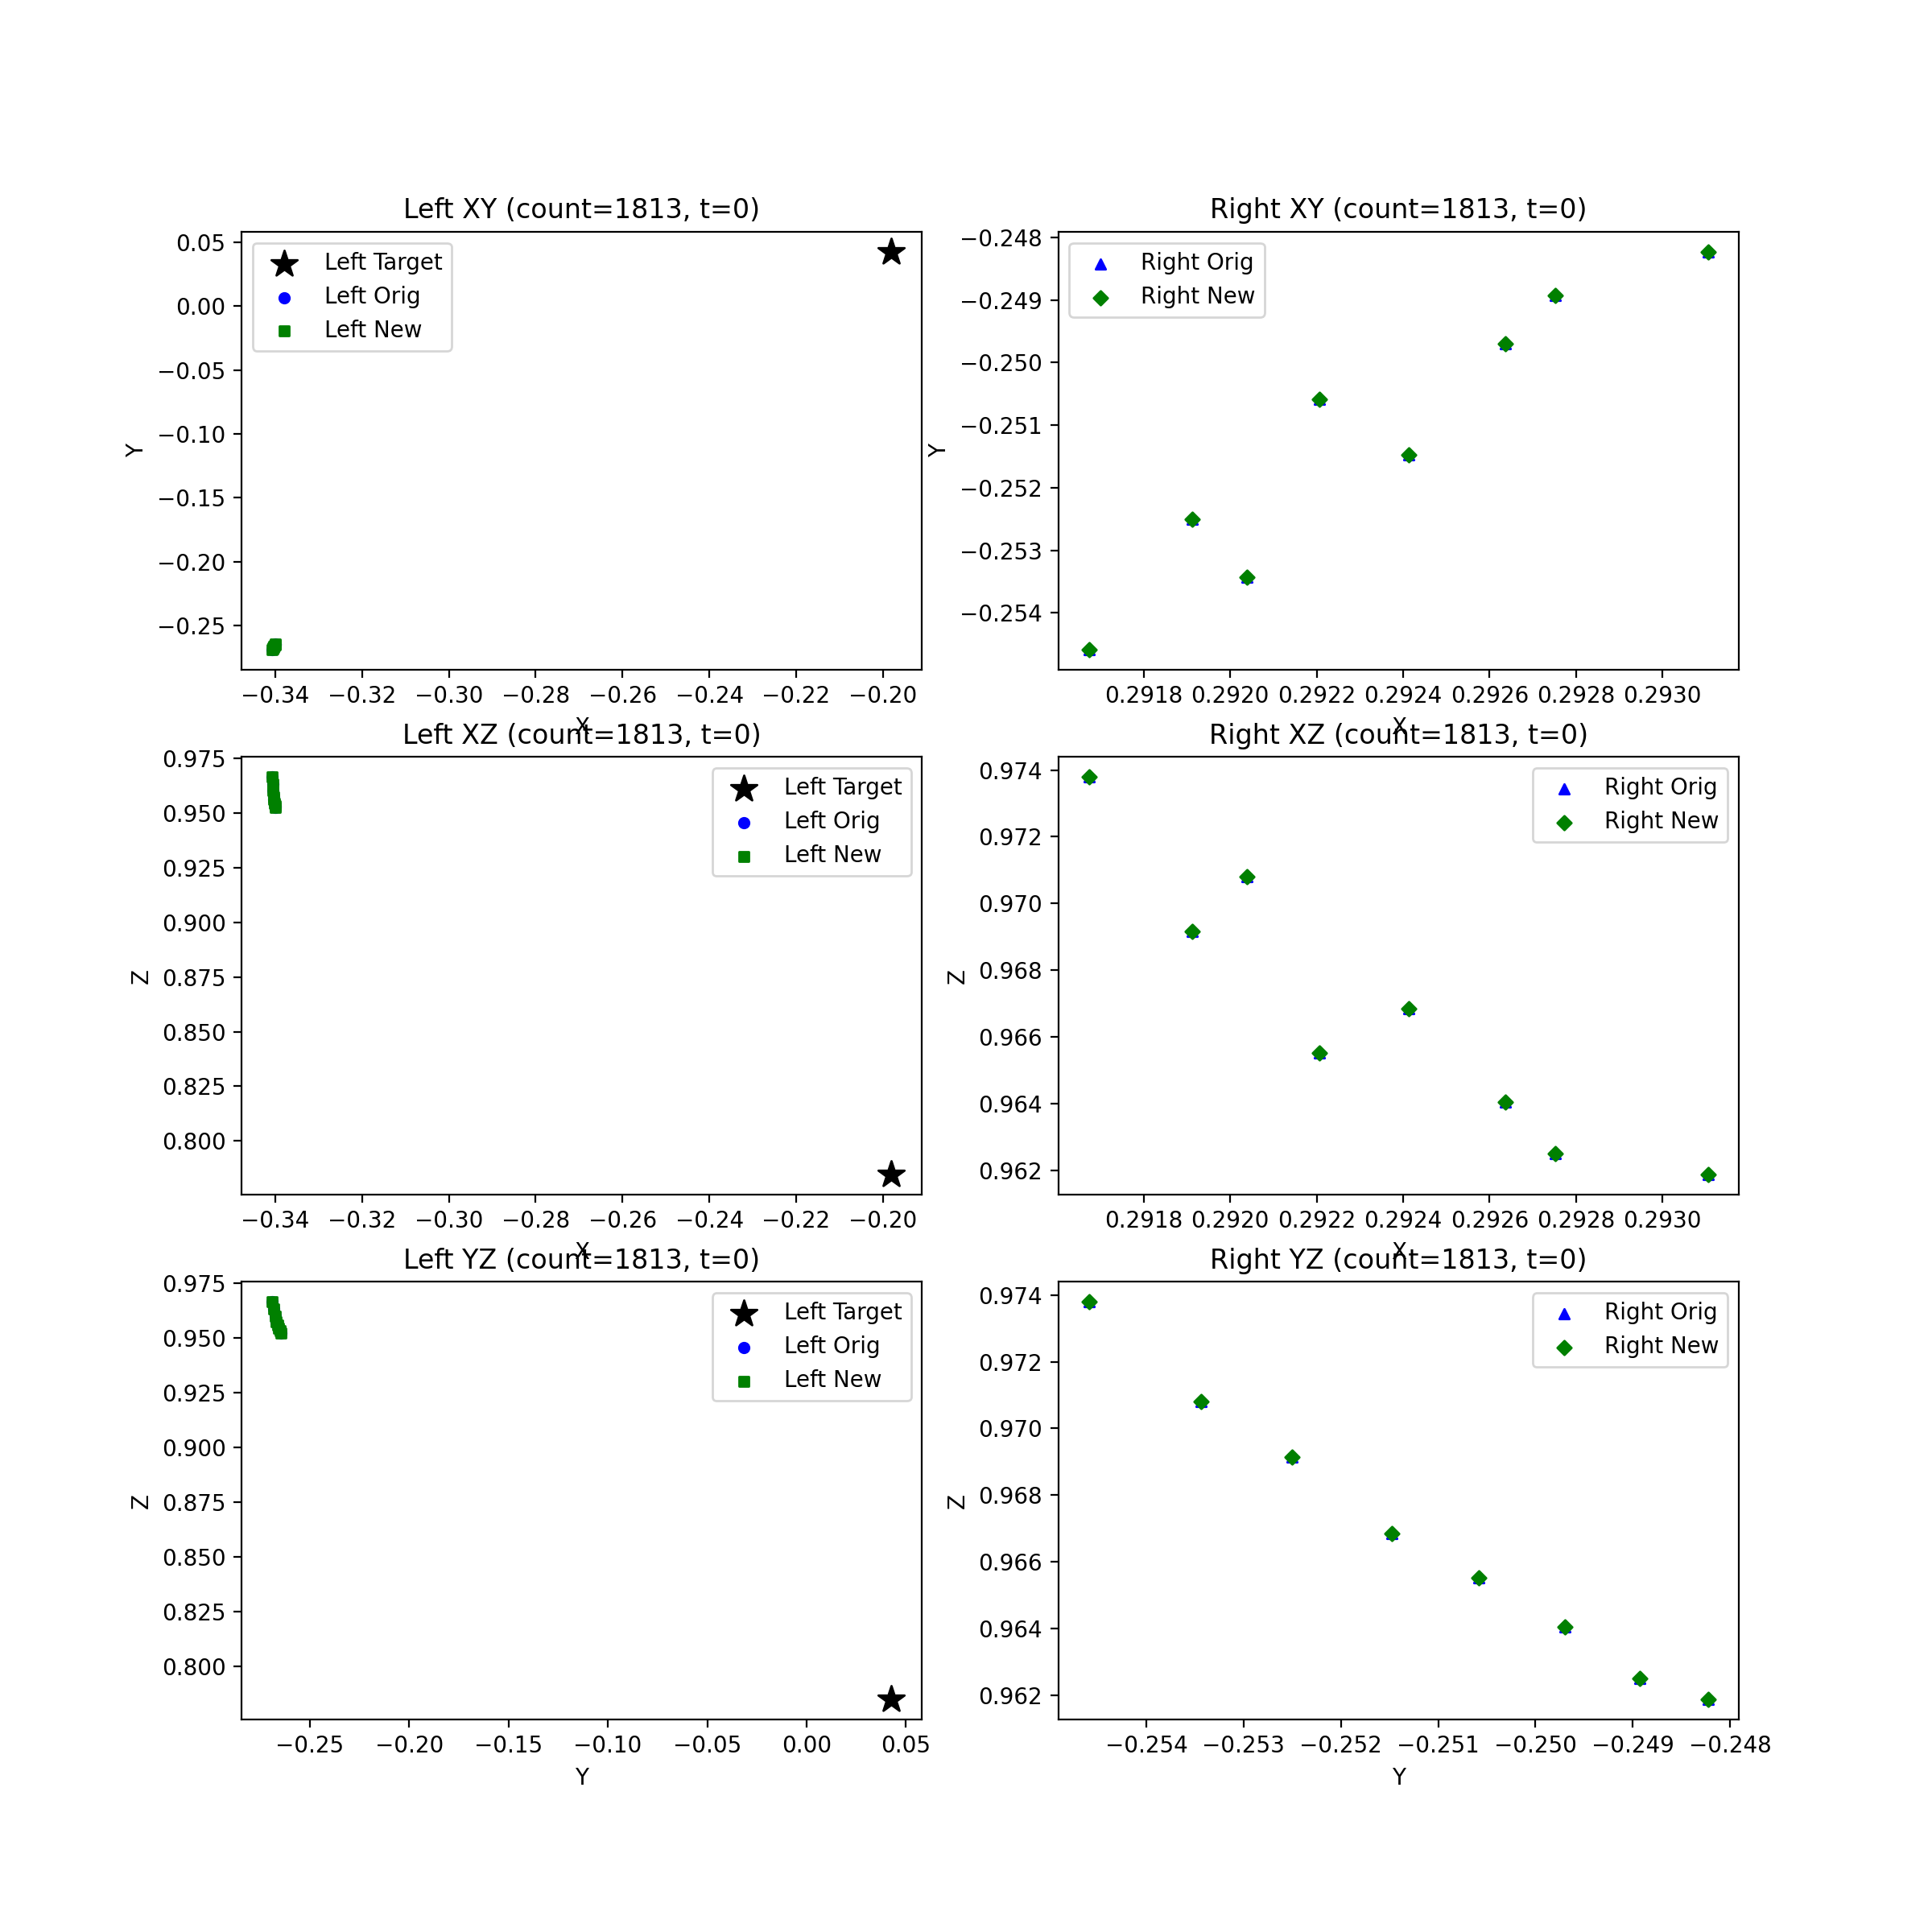 Left XY (count=1813, t=0)
0.05
0.00
−0.05
−0.10
−0.15
−0.20
−0.25
Y
Left Target
Left Orig
Left New
−0.34 −0.32 −0.30 −0.28 −0.26 −0.24 −0.22 −0.20
X
Right XY (count=1813, t=0)
−0.248
−0.249
−0.250
−0.251
−0.252
−0.253
−0.254
Y
Right Orig
Right New
0.2918 0.2920 0.2922 0.2924 0.2926 0.2928 0.2930
X
Left XZ (count=1813, t=0)
0.975
0.950
0.925
0.900
0.875
0.850
0.825
0.800
Z
Left Target
Left Orig
Left New
−0.34 −0.32 −0.30 −0.28 −0.26 −0.24 −0.22 −0.20
X
Right XZ (count=1813, t=0)
0.974
0.972
0.970
0.968
0.966
0.964
0.962
Z
Right Orig
Right New
0.2918 0.2920 0.2922 0.2924 0.2926 0.2928 0.2930
X
Left YZ (count=1813, t=0)
0.975
0.950
0.925
0.900
0.875
0.850
0.825
0.800
Z
Left Target
Left Orig
Left New
−0.25 −0.20 −0.15 −0.10 −0.05 0.00 0.05
Y
Right YZ (count=1813, t=0)
0.974
0.972
0.970
0.968
0.966
0.964
0.962
Z
Right Orig
Right New
−0.254 −0.253 −0.252 −0.251 −0.250 −0.249 −0.248
Y